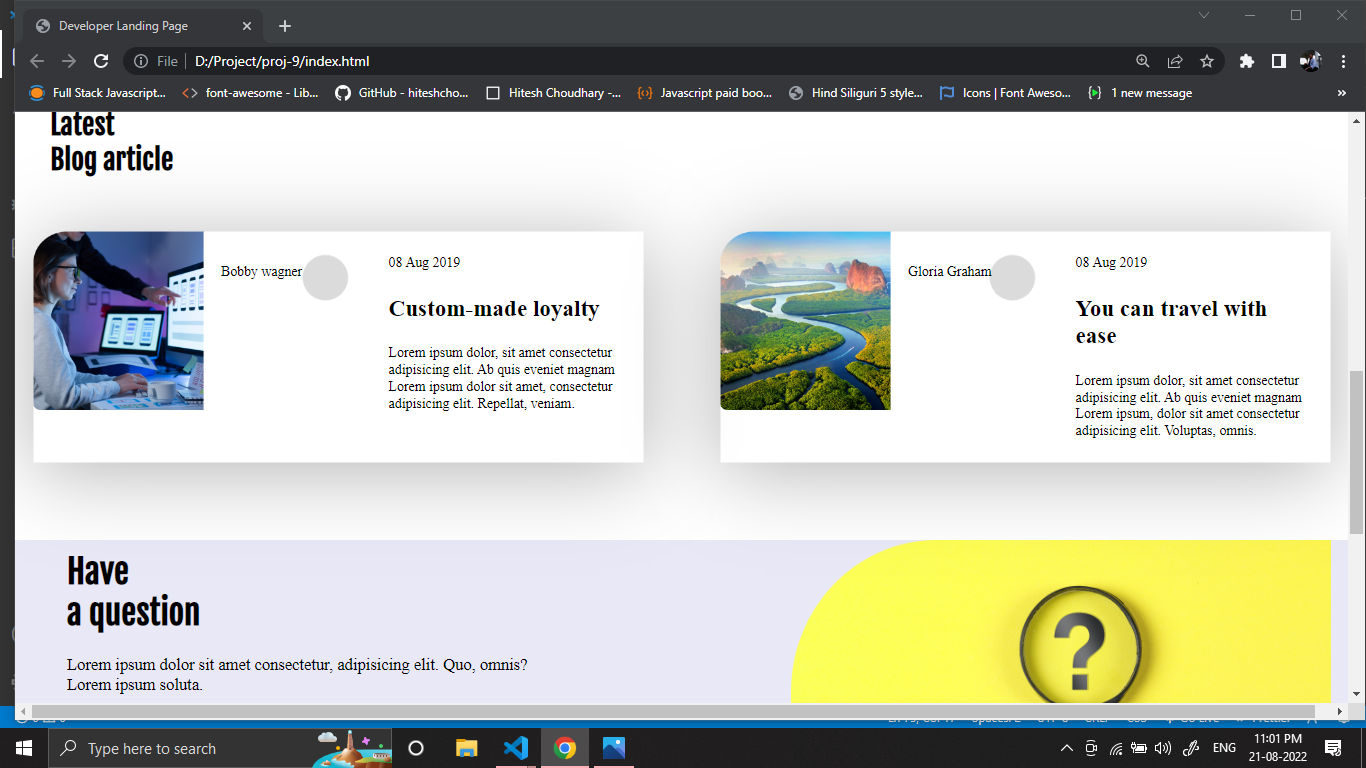 Developer Landing Page
File
D:/Project/proj-9/index.html
Full Stack Javascript...
font-awesome - Lib...
GitHub - hiteshcho...
Hitesh Choudhary -...
Javascript paid boo...
Hind Siliguri 5 style...
Icons | Font Aweso...
1 new message
Latest
Blog article
Bobby wagner
08 Aug 2019
Custom-made loyalty
Lorem ipsum dolor, sit amet consectetur
adipisicing elit. Ab quis eveniet magnam
Lorem ipsum dolor sit amet, consectetur
adipisicing elit. Repellat, veniam.
Gloria Graham
08 Aug 2019
You can travel with
ease
Lorem ipsum dolor, sit amet consectetur
adipisicing elit. Ab quis eveniet magnam
Lorem ipsum, dolor sit amet consectetur
adipisicing elit. Voluptas, omnis.
Have
a question
Lorem ipsum dolor sit amet consectetur, adipisicing elit. Quo, omnis?
Lorem ipsum soluta.
?
Type here to search
ENG
11:01 PM
21-08-2022